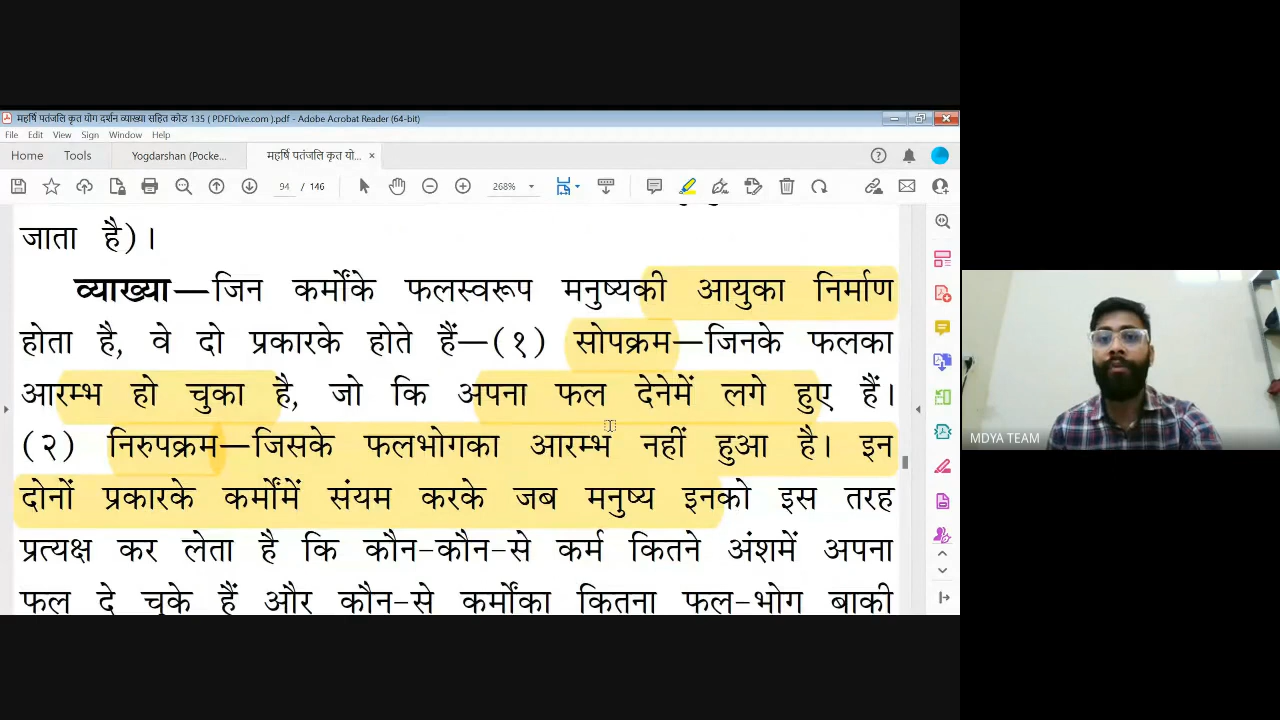 महर्षि पतंजलि कृत योग दर्शन व्याख्या सहित कोड 135 ( PDFDrive.com ).pdf - Adobe Acrobat Reader (64-bit)
File Edit View Sign Window Help
Home Tools Yogdarshan (Pocke... महर्षि पतंजलि कृत यो... ×
94 / 146 268%
जाता है)।
व्याख्या—जिन कर्मोंके फलस्वरूप मनुष्यकी आयुका निर्माण
होता है, वे दो प्रकारके होते हैं—(१) सोपक्रम—जिनके फलका
आरम्भ हो चुका है, जो कि अपना फल देनेमें लगे हुए हैं।
(२) निरुपक्रम—जिसके फलभोगका आरम्भ नहीं हुआ है। इन
दोनों प्रकारके कर्मोंमें संयम करके जब मनुष्य इनको इस तरह
प्रत्यक्ष कर लेता है कि कौन-कौन-से कर्म कितने अंशमें अपना
फल दे चुके हैं और कौन-से कर्मोंका कितना फल-भोग बाकी
MDYA TEAM